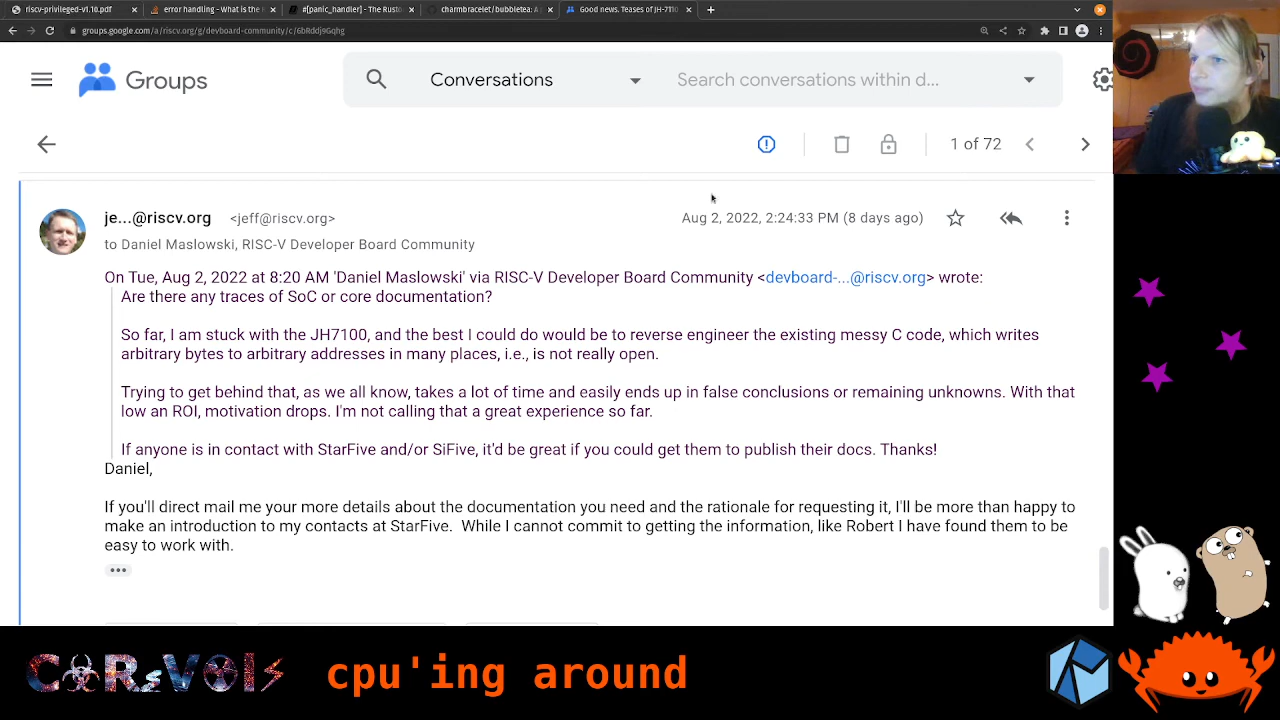 riscv-privileged-v1.10.pdf
error handling - What is the
#[panic_handler] - The Rust
charmbracelet/bubbletea: A
Good news. Teases of JH-710
groups.google.com/a/riscv.org/g/devboard-community/c/6bRddj9Gqhg
Groups
Conversations
Search conversations within d...
1 of 72
je...@riscv.org <jeff@riscv.org>
Aug 2, 2022, 2:24:33 PM (8 days ago)
to Daniel Maslowski, RISC-V Developer Board Community
On Tue, Aug 2, 2022 at 8:20 AM 'Daniel Maslowski' via RISC-V Developer Board Community <devboard-...@riscv.org> wrote:
Are there any traces of SoC or core documentation?
So far, I am stuck with the JH7100, and the best I could do would be to reverse engineer the existing messy C code, which writes
arbitrary bytes to arbitrary addresses in many places, i.e., is not really open.
Trying to get behind that, as we all know, takes a lot of time and easily ends up in false conclusions or remaining unknowns. With that
low an ROI, motivation drops. I'm not calling that a great experience so far.
If anyone is in contact with StarFive and/or SiFive, it'd be great if you could get them to publish their docs. Thanks!
Daniel,
If you'll direct mail me your more details about the documentation you need and the rationale for requesting it, I'll be more than happy to
make an introduction to my contacts at StarFive. While I cannot commit to getting the information, like Robert I have found them to be
easy to work with.
cpu'ing around